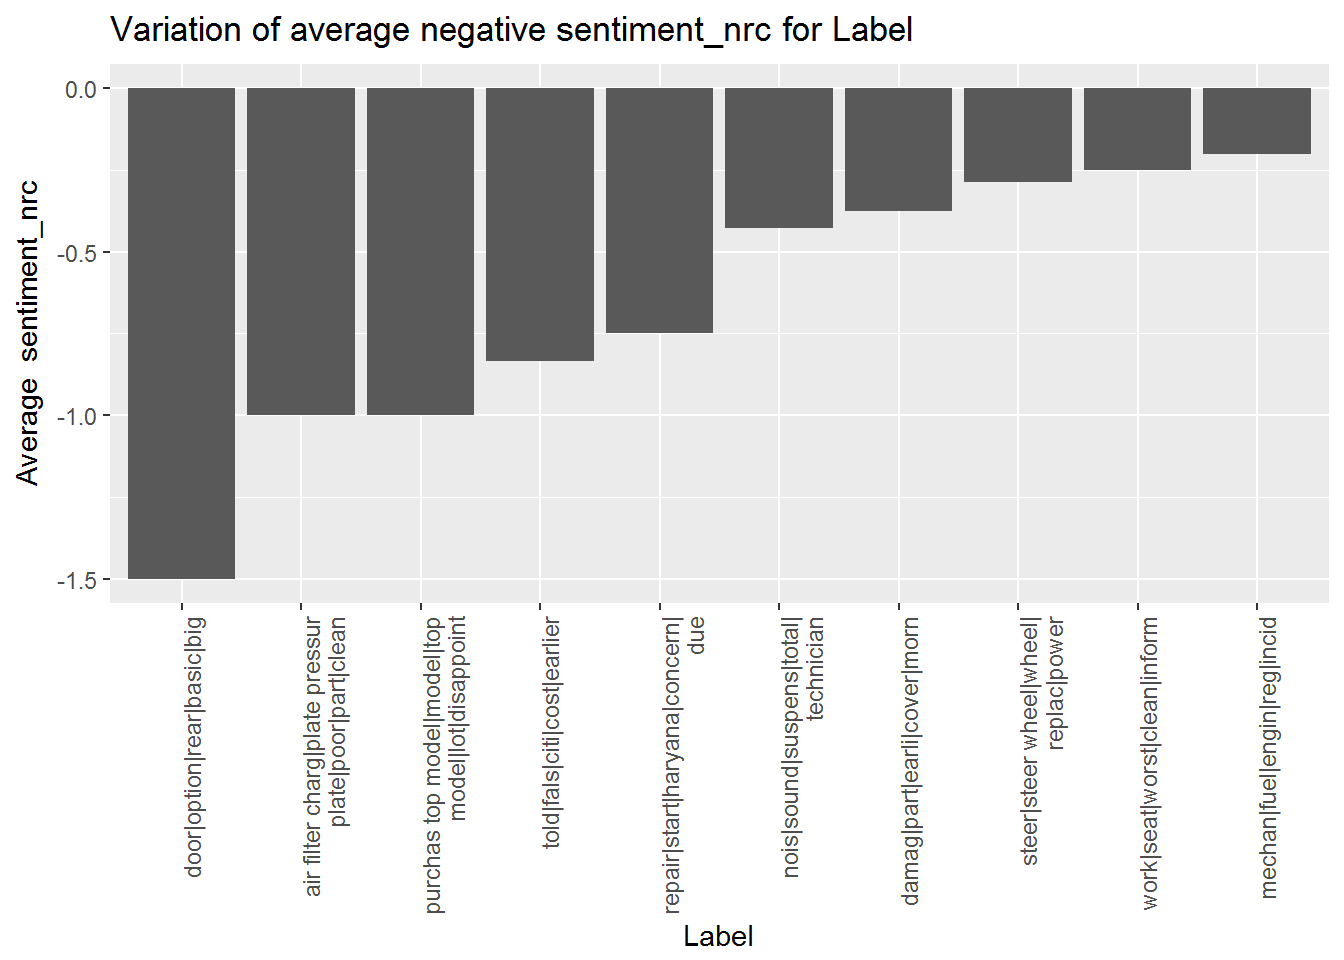 Variation of average negative sentiment_nrc for Label
Average sentiment_nrc
0.0
-0.5
-1.0
-1.5
door|option|rear|basic|big
air filter charg|plate pressur
plate|poor|part|clean
purchas top model|model|top
model|lot|disappoint
told|fals|citi|cost|earlier
repair|start|haryana|concern|
due
nois|sound|suspens|total|
technician
damag|part|earli|cover|morn
steer|steer wheel|wheel|
replac|power
work|seat|worst|clean|inform
mechan|fuel|engin|reg|incid
Label